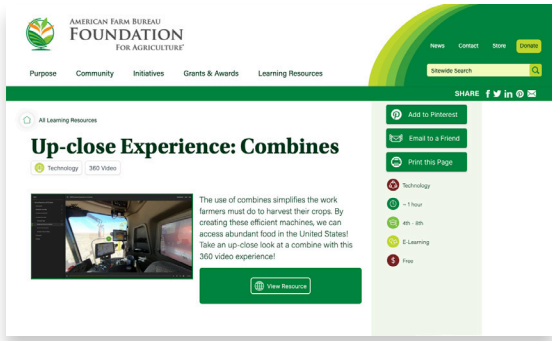 AMERICAN FARM BUREAU
FOUNDATION
FOR AGRICULTURE®
News Contact Store Donate
Purpose Community Initiatives Grants & Awards Learning Resources
Sitewide Search
SHARE
All Learning Resources
Up-close Experience: Combines
Technology 360 Video
The use of combines simplifies the work
farmers must do to harvest their crops. By
creating these efficient machines, we can
access abundant food in the United States!
Take an up-close look at a combine with this
360 video experience!
View Resource
Add to Pinterest
Email to a Friend
Print this Page
Technology
~ 1 hour
4th - 8th
E-Learning
Free